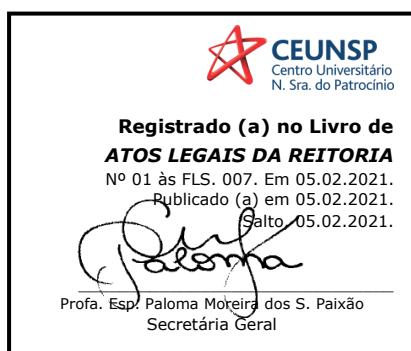 CEUNSP
Centro Universitário
N. Sra. do Patrocínio
Registrado (a) no Livro de
ATOS LEGAIS DA REITORIA
Nº 01 às FLS. 007. Em 05.02.2021.
Publicado (a) em 05.02.2021.
Salto, 05.02.2021.
Paloma
Profa. Esp. Paloma Moreira dos S. Paixão
Secretária Geral